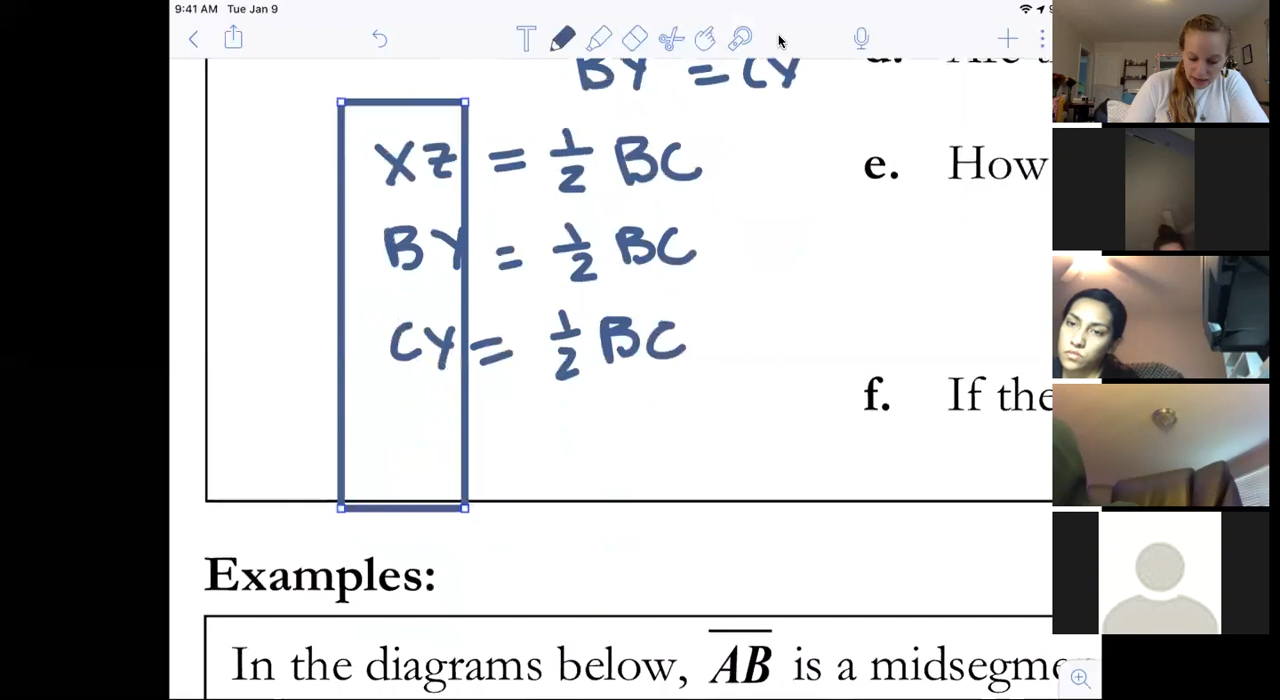 9:41 AM Tue Jan 9
BY = CY
XZ = 1/2 BC
BY = 1/2 BC
CY = 1/2 BC
e. How
f. If the
Examples:
In the diagrams below, AB is a midsegme